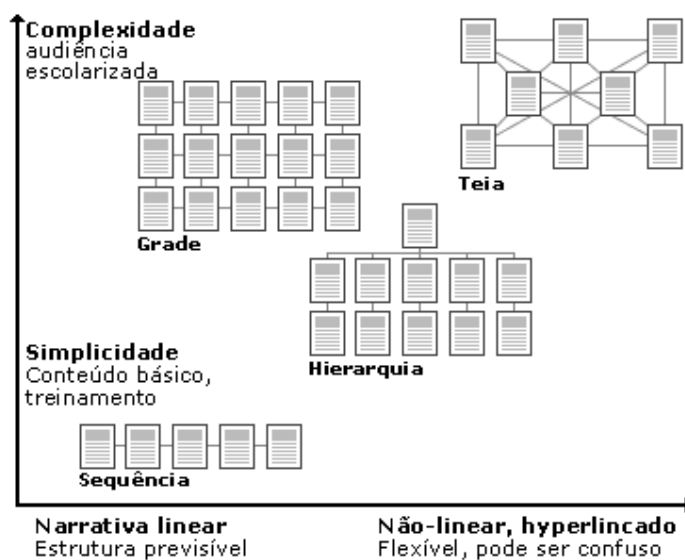 Complexidade
audiência
escolarizada
Teia
Grade
Hierarquia
Simplicidade
Conteúdo básico,
treinamento
Sequência
Narrativa linear
Estrutura previsível
Não-linear, hyperlincado
Flexível, pode ser confuso